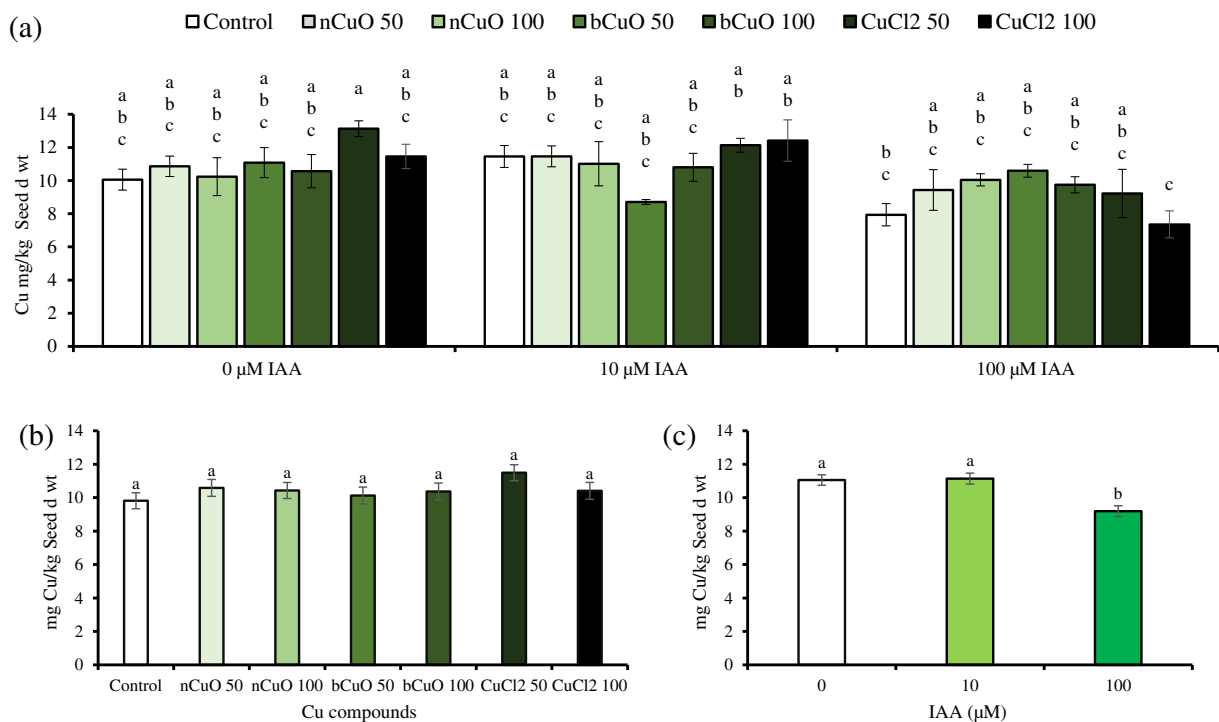 (a)
Control nCuO 50 nCuO 100 bCuO 50 bCuO 100 CuCl2 50 CuCl2 100
Cu mg/kg Seed d wt
14
12
10
8
6
4
2
0
a b c
a b c
a b c
a b c
a b c
a
a b c
a b c
a b c
a b c
a b c
a b c
a b
a b
b c
a b c
a b c
a b c
a b c
a b c
c
0 μM IAA 10 μM IAA 100 μM IAA
(b)
mg Cu/kg Seed d wt
14
12
10
8
6
4
2
0
a a a a a a a
Control nCuO 50 nCuO 100 bCuO 50 bCuO 100 CuCl2 50 CuCl2 100
Cu compounds
(c)
mg Cu/kg Seed d wt
14
12
10
8
6
4
2
0
a a b
0 10 100
IAA (μM)